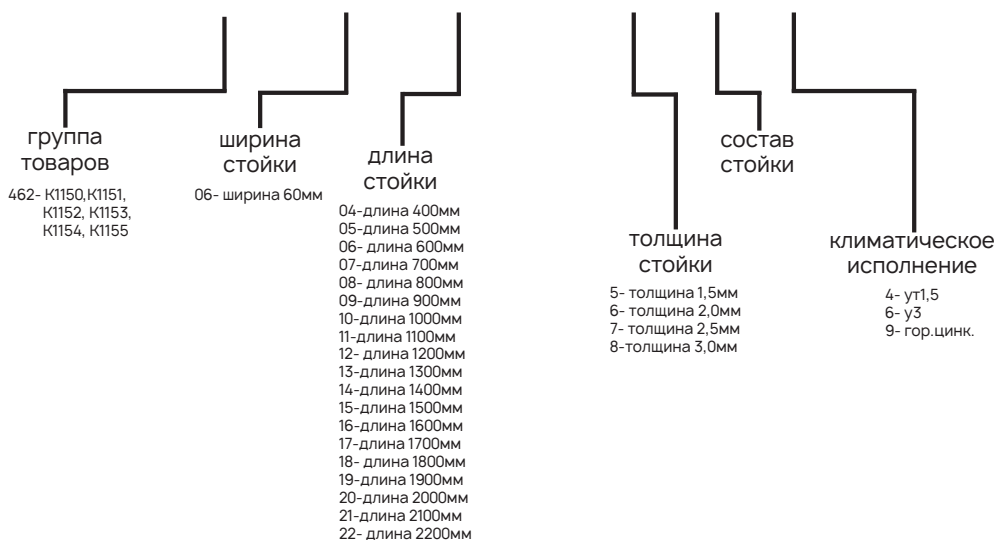 группа
товаров
462- К1150,К1151,
К1152, К1153,
К1154, К1155
ширина
стойки
06- ширина 60мм
длина
стойки
04-длина 400мм
05-длина 500мм
06- длина 600мм
07-длина 700мм
08- длина 800мм
09-длина 900мм
10-длина 1000мм
11-длина 1100мм
12- длина 1200мм
13-длина 1300мм
14-длина 1400мм
15-длина 1500мм
16-длина 1600мм
17-длина 1700мм
18- длина 1800мм
19-длина 1900мм
20-длина 2000мм
21-длина 2100мм
22- длина 2200мм
толщина
стойки
5- толщина 1,5мм
6- толщина 2,0мм
7- толщина 2,5мм
8-толщина 3,0мм
состав
стойки
климатическое
исполнение
4- ут1,5
6- у3
9- гор.цинк.